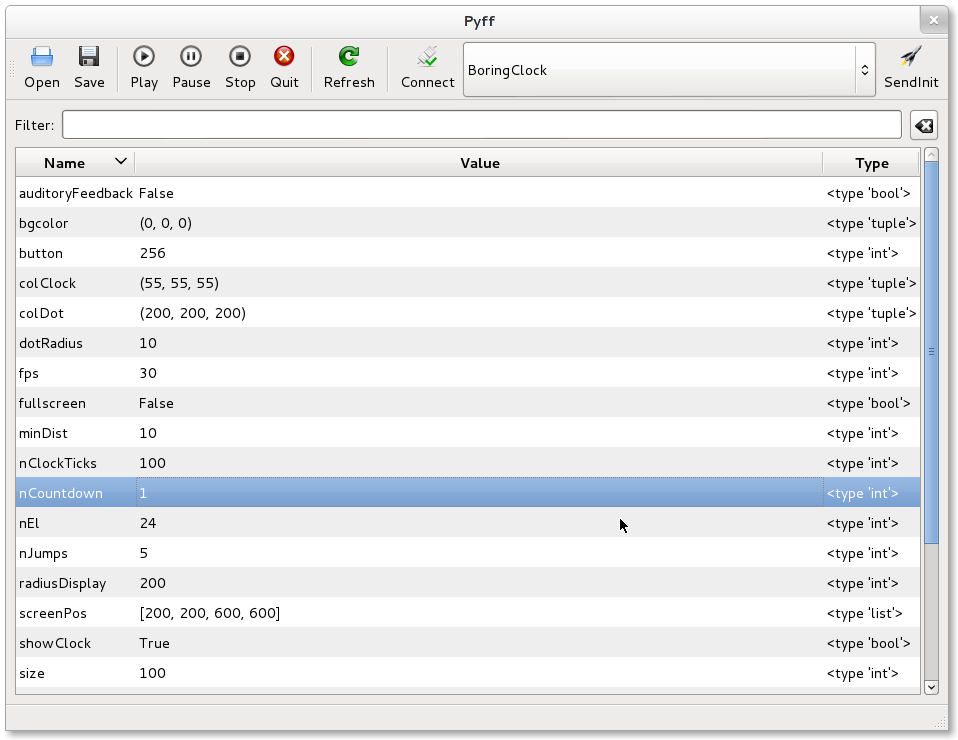 Pyff
Open Save Play Pause Stop Quit Refresh Connect BoringClock SendInit
Filter:
Name Value Type
auditoryFeedback False <type 'bool'>
bgcolor (0, 0, 0) <type 'tuple'>
button 256 <type 'int'>
colClock (55, 55, 55) <type 'tuple'>
colDot (200, 200, 200) <type 'tuple'>
dotRadius 10 <type 'int'>
fps 30 <type 'int'>
fullscreen False <type 'bool'>
minDist 10 <type 'int'>
nClockTicks 100 <type 'int'>
nCountdown 1 <type 'int'>
nEl 24 <type 'int'>
nJumps 5 <type 'int'>
radiusDisplay 200 <type 'int'>
screenPos [200, 200, 600, 600] <type 'list'>
showClock True <type 'bool'>
size 100 <type 'int'>